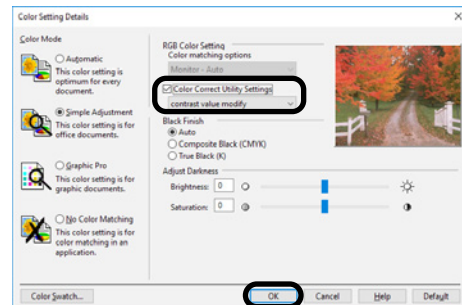 Color Setting Details
Color Mode
Automatic
This color setting is
optimum for every
document.
Simple Adjustment
This color setting is for
office documents.
Graphic Pro
This color setting is for
graphic documents.
No Color Matching
This color setting is for
color matching in an
application.
RGB Color Setting
Color matching options
Monitor - Auto
Color Correct Utility Settings
contrast value modify
Black Finish
Auto
Composite Black (CMYK)
True Black (K)
Adjust Darkness
Brightness: 0
Saturation: 0
Color Swatch...
OK
Cancel
Help
Default